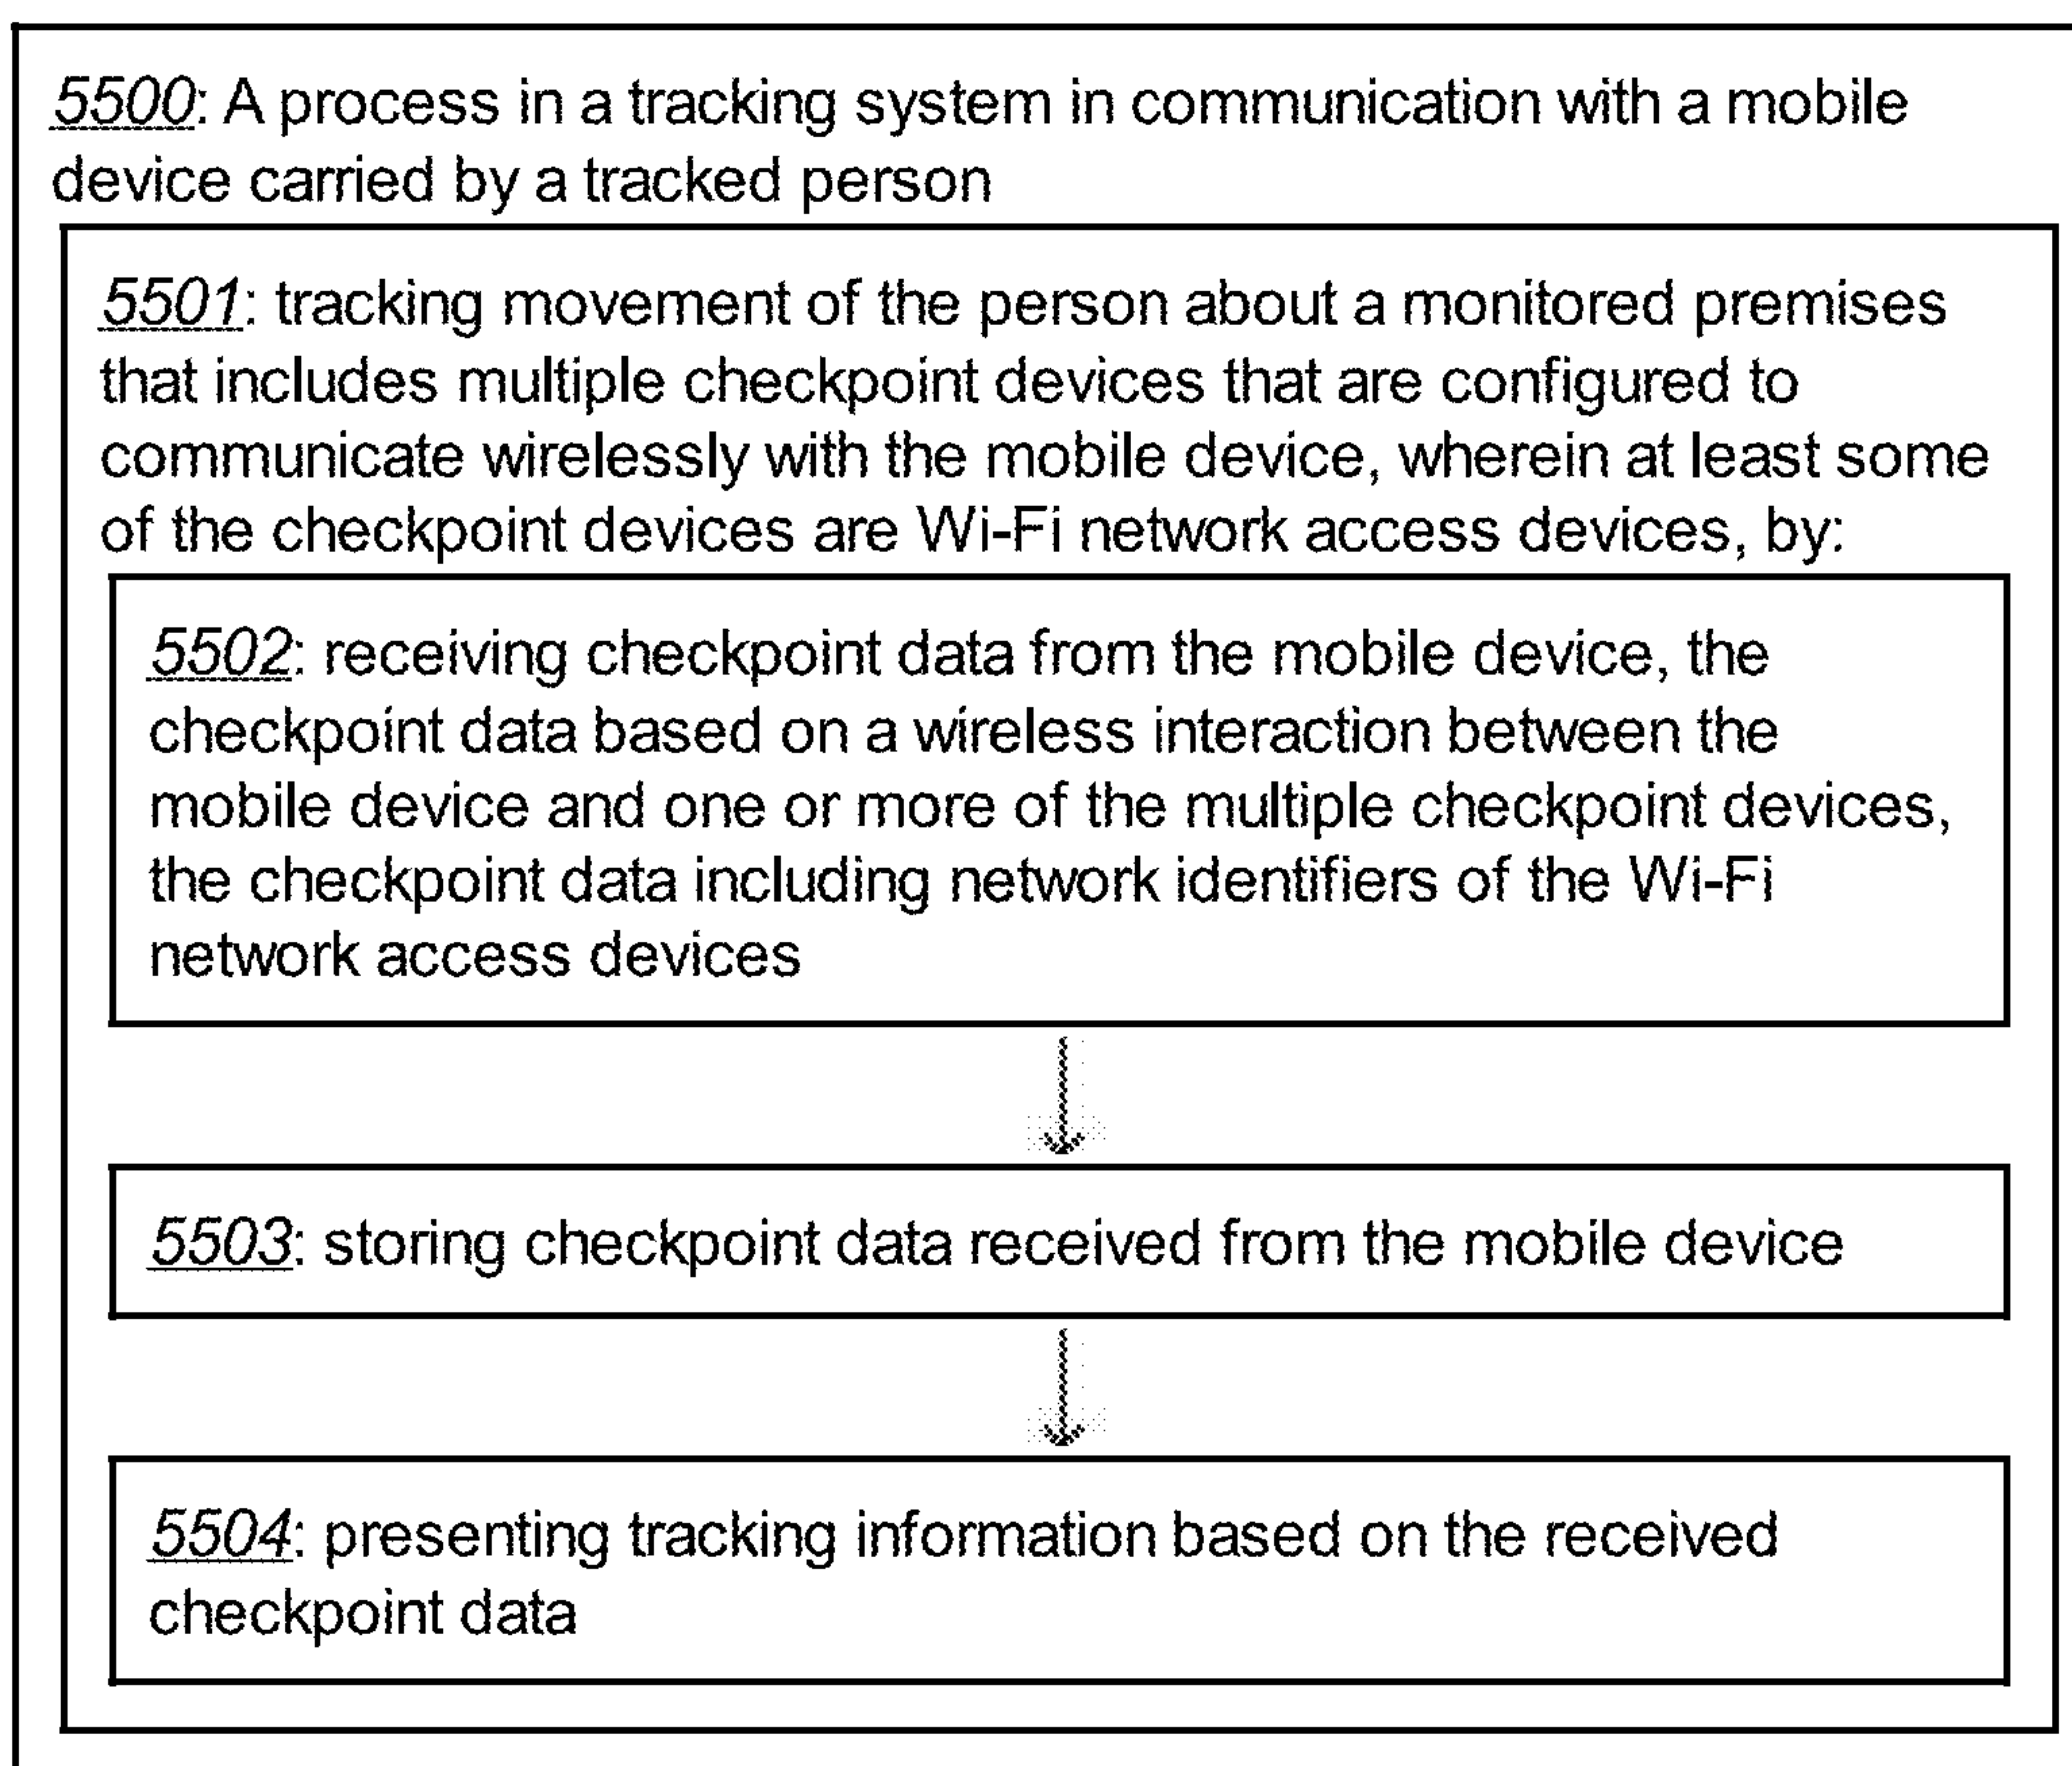 5500: A process in a tracking system in communication with a mobile
device carried by a tracked person
5501: tracking movement of the person about a monitored premises
that includes multiple checkpoint devices that are configured to
communicate wirelessly with the mobile device, wherein at least some
of the checkpoint devices are Wi-Fi network access devices, by:
5502: receiving checkpoint data from the mobile device, the
checkpoint data based on a wireless interaction between the
mobile device and one or more of the multiple checkpoint devices,
the checkpoint data including network identifiers of the Wi-Fi
network access devices
5503: storing checkpoint data received from the mobile device
5504: presenting tracking information based on the received
checkpoint data